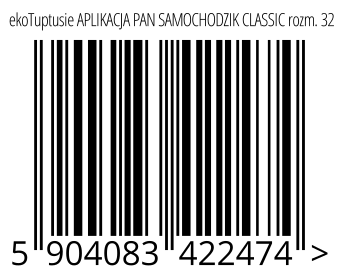 ekoTuptusie APLIKACJA PAN SAMOCHODZIK CLASSIC rozm. 32
5 904083 422474 >